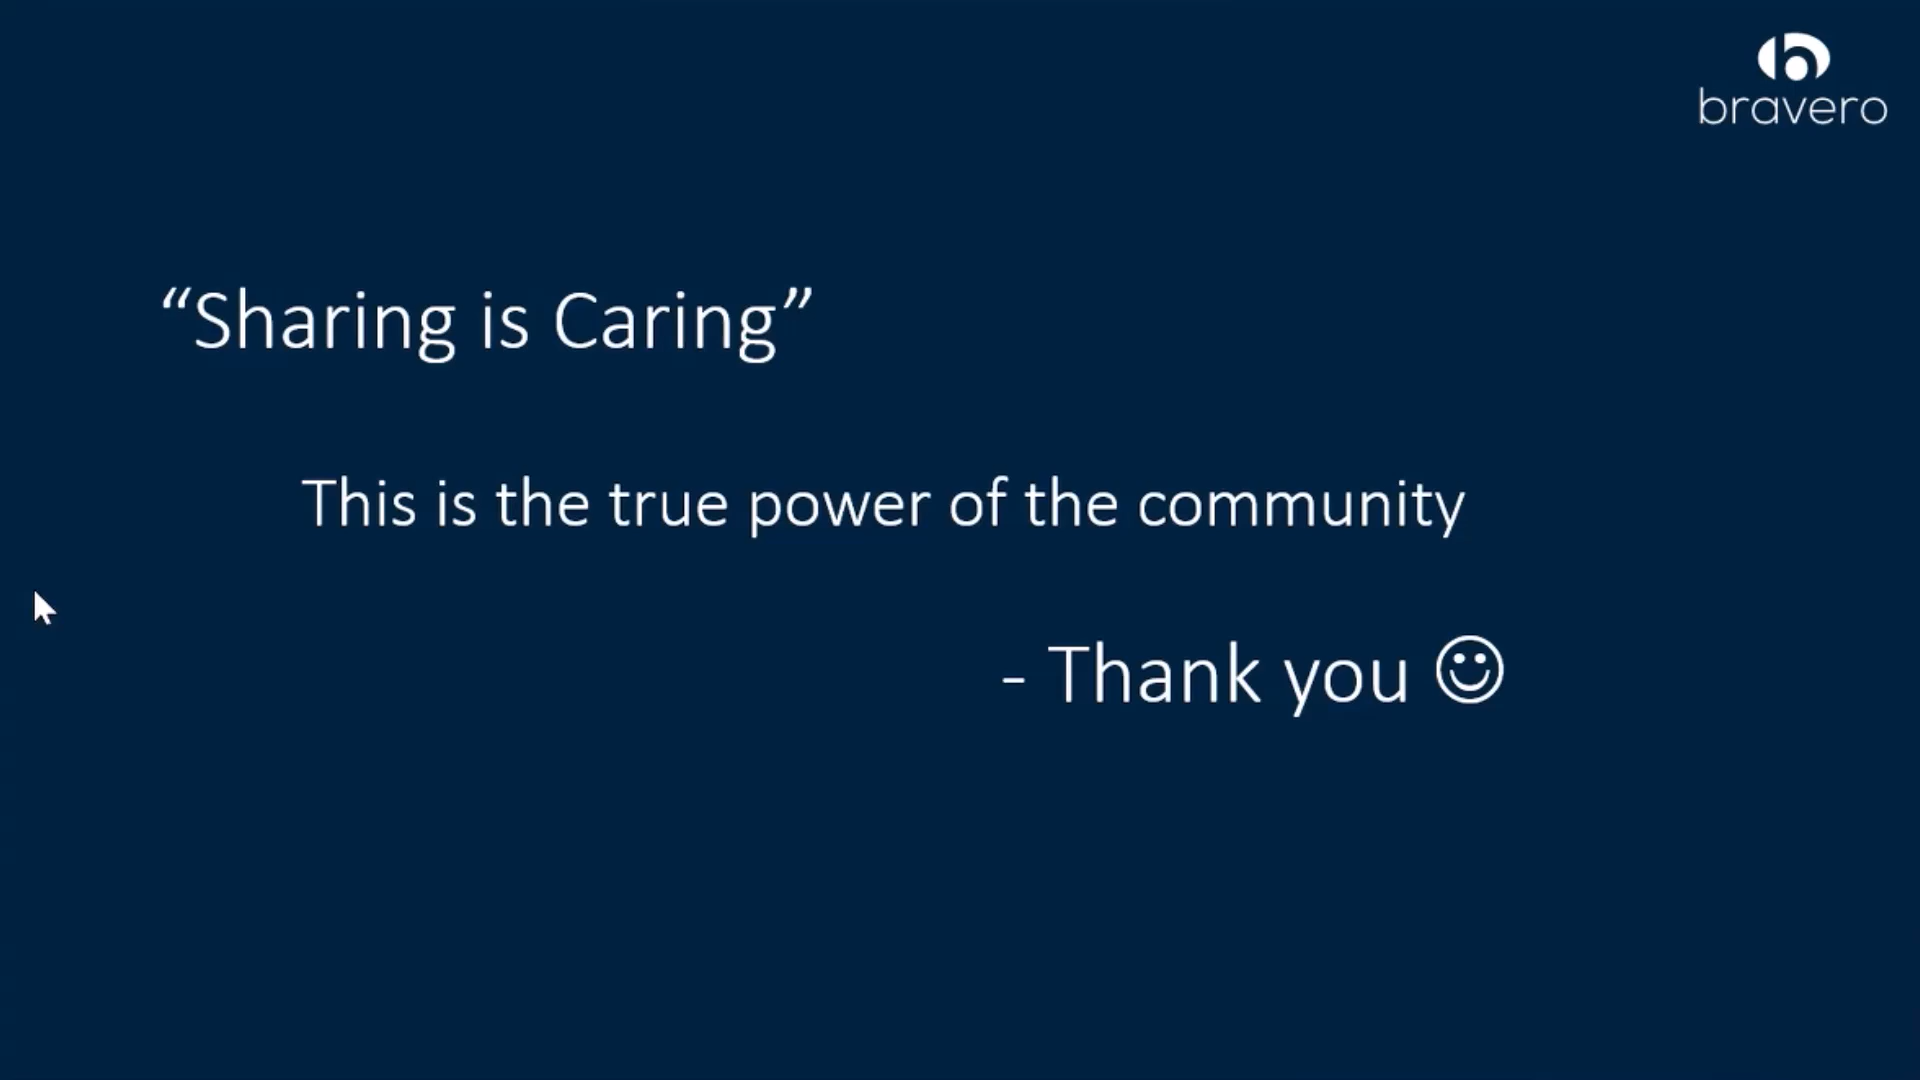 bravero
“Sharing is Caring”
This is the true power of the community
- Thank you ☺